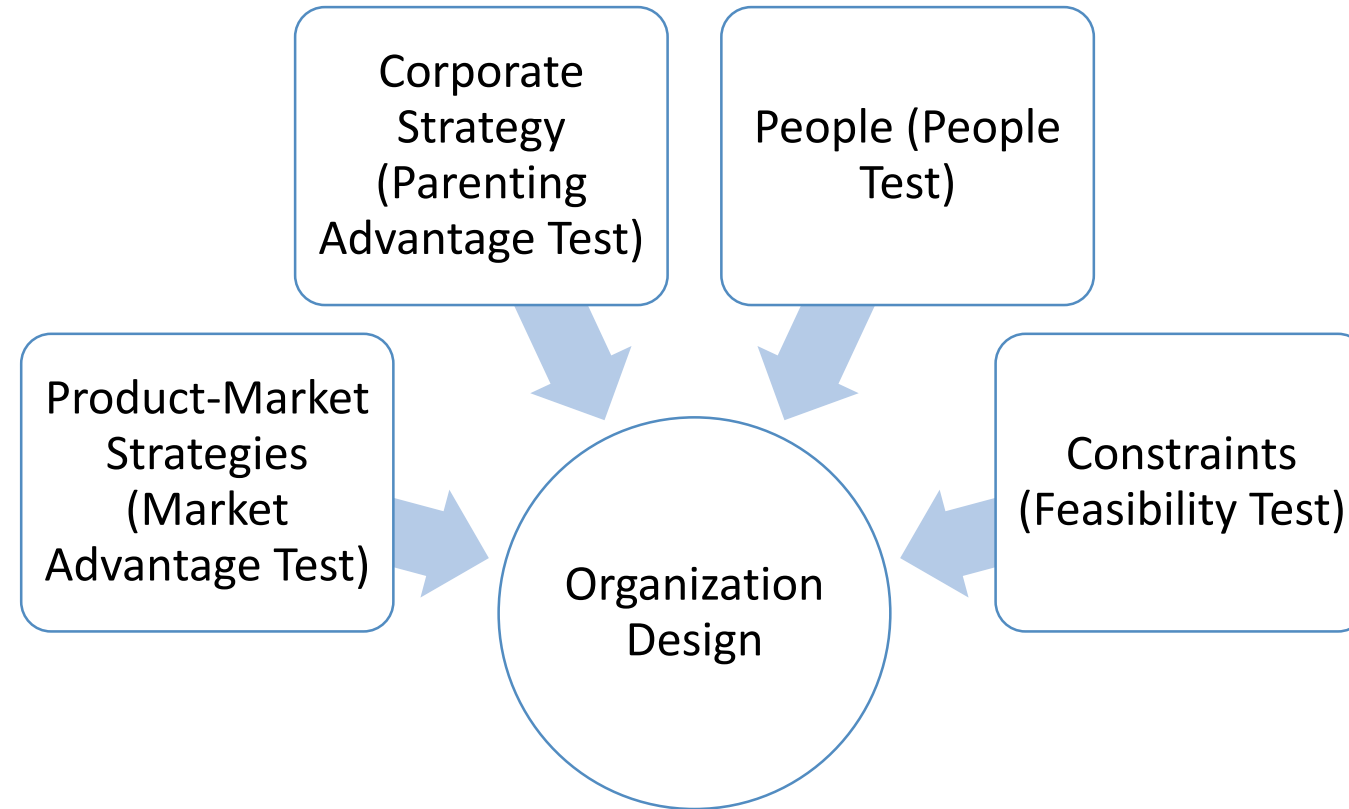 Corporate
Strategy
(Parenting
Advantage Test)
People (People
Test)
Product-Market
Strategies
(Market
Advantage Test)
Constraints
(Feasibility Test)
Organization
Design